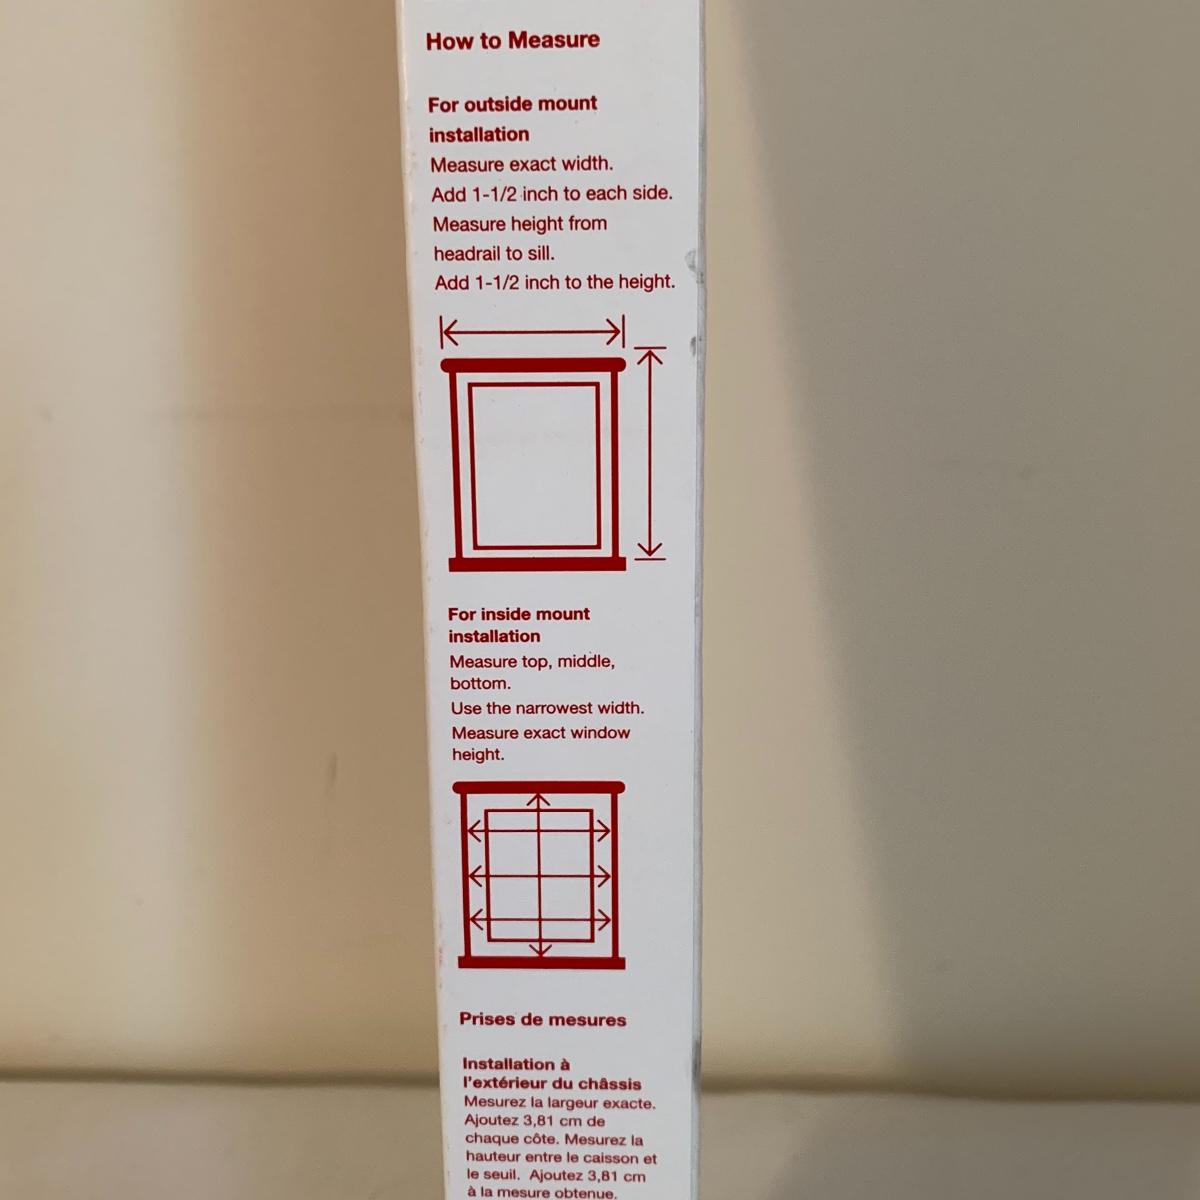 How to Measure
For outside mount
installation
Measure exact width.
Add 1-1/2 inch to each side.
Measure height from
headrail to sill.
Add 1-1/2 inch to the height.
For inside mount
installation
Measure top, middle,
bottom.
Use the narrowest width.
Measure exact window
height.
Prises de mesures
Installation à
l'extérieur du châssis
Mesurez la largeur exacte.
Ajoutez 3,81 cm de
chaque côte. Mesurez la
hauteur entre le caisson et
le seuil. Ajoutez 3,81 cm
à la mesure obtenue.